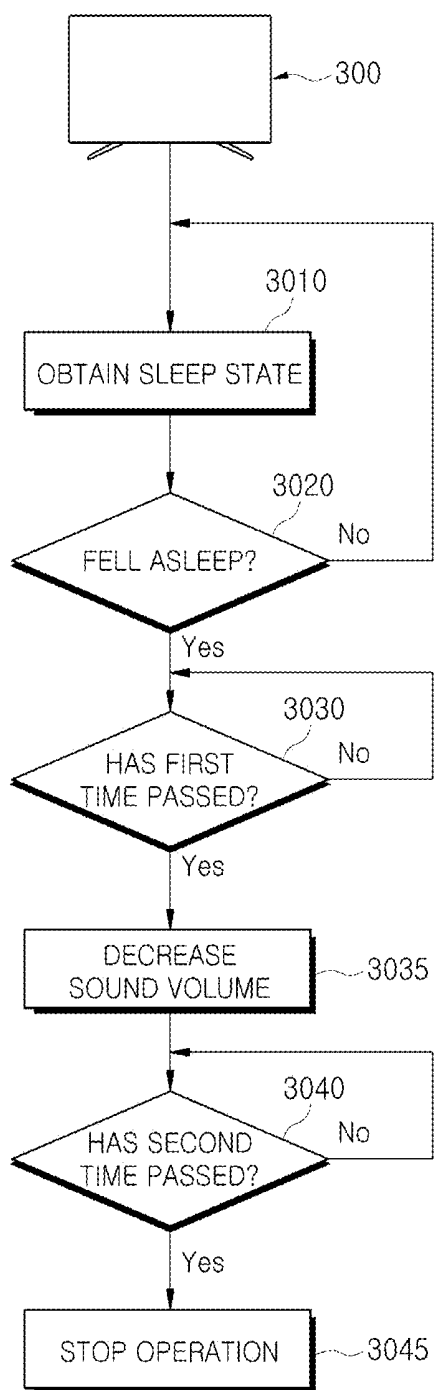 300
3010
OBTAIN SLEEP STATE
3020
FELL ASLEEP?
No
Yes
3030
HAS FIRST
TIME PASSED?
No
Yes
DECREASE
SOUND VOLUME
3035
3040
HAS SECOND
TIME PASSED?
No
Yes
STOP OPERATION
3045